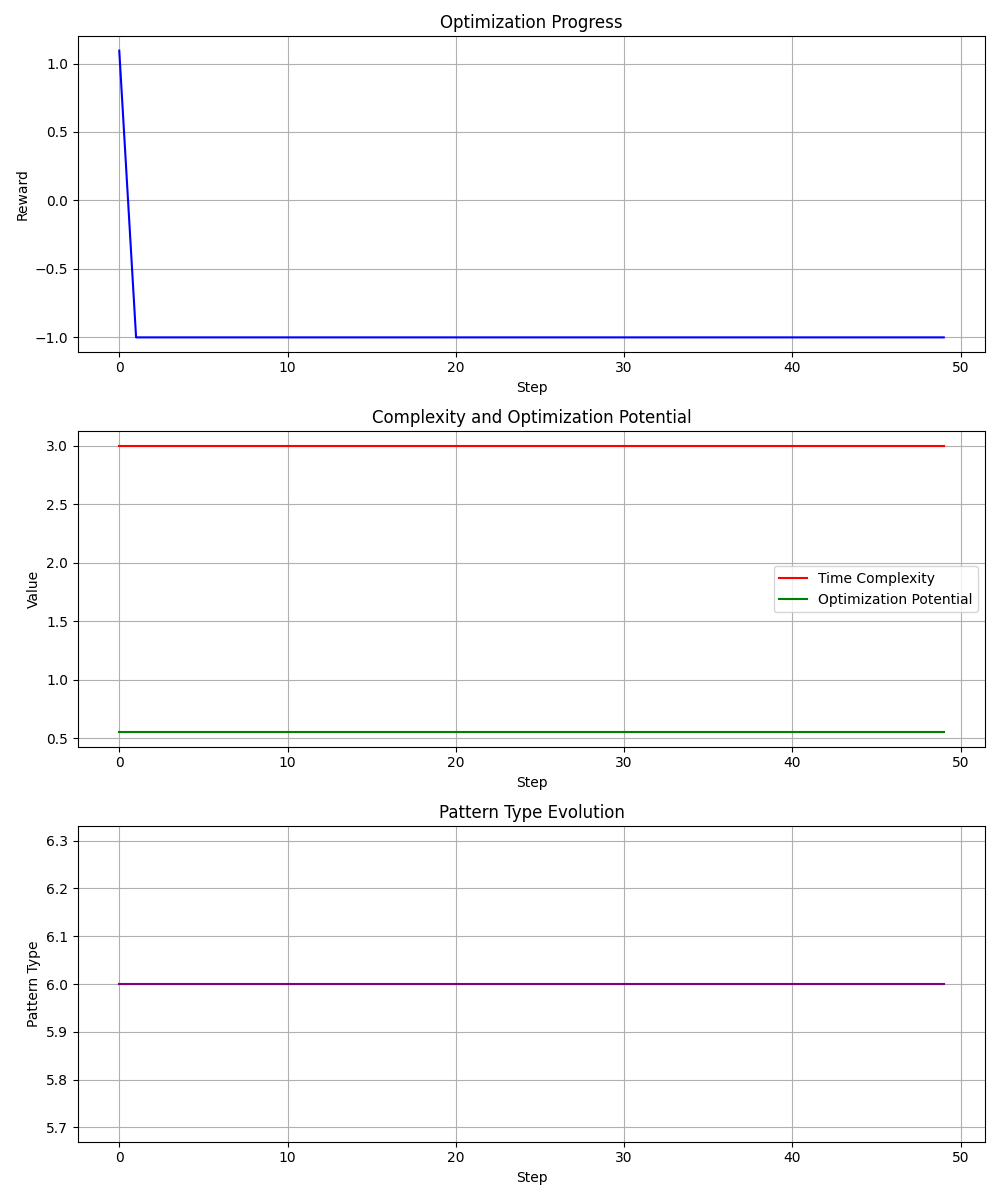 Optimization Progress
1.0
0.5
0.0
−0.5
−1.0
Reward
0 10 20 30 40 50
Step
Complexity and Optimization Potential
3.0
2.5
2.0
1.5
1.0
0.5
Value
Time Complexity
Optimization Potential
0 10 20 30 40 50
Step
Pattern Type Evolution
6.3
6.2
6.1
6.0
5.9
5.8
5.7
Pattern Type
0 10 20 30 40 50
Step